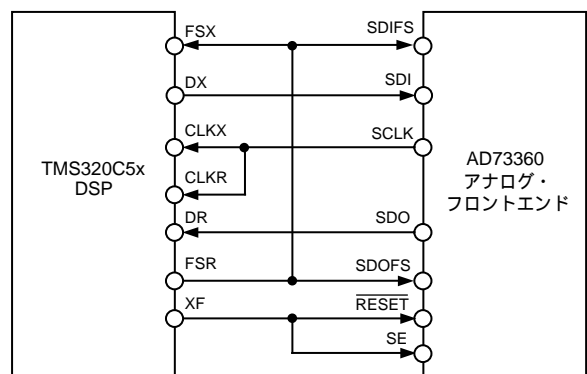 FSX
DX
CLKX
CLKR
DR
FSR
XF
TMS320C5x
DSP
SDIFS
SDI
SCLK
SDO
SDOFS
RESET
SE
AD73360
アナログ・
フロントエンド